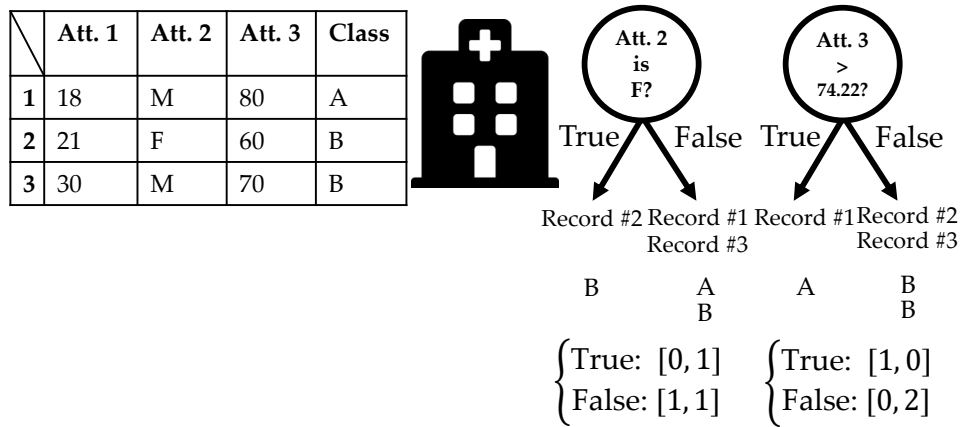 Att. 1 Att. 2 Att. 3 Class
1 18 M 80 A
2 21 F 60 B
3 30 M 70 B
Att. 2
is
F?
True False
Record #2 Record #1
Record #3
B A
B
{True: [0, 1]
False: [1, 1]
Att. 3
>
74.22?
True False
Record #1 Record #2
Record #3
A B
B
{True: [1, 0]
False: [0, 2]